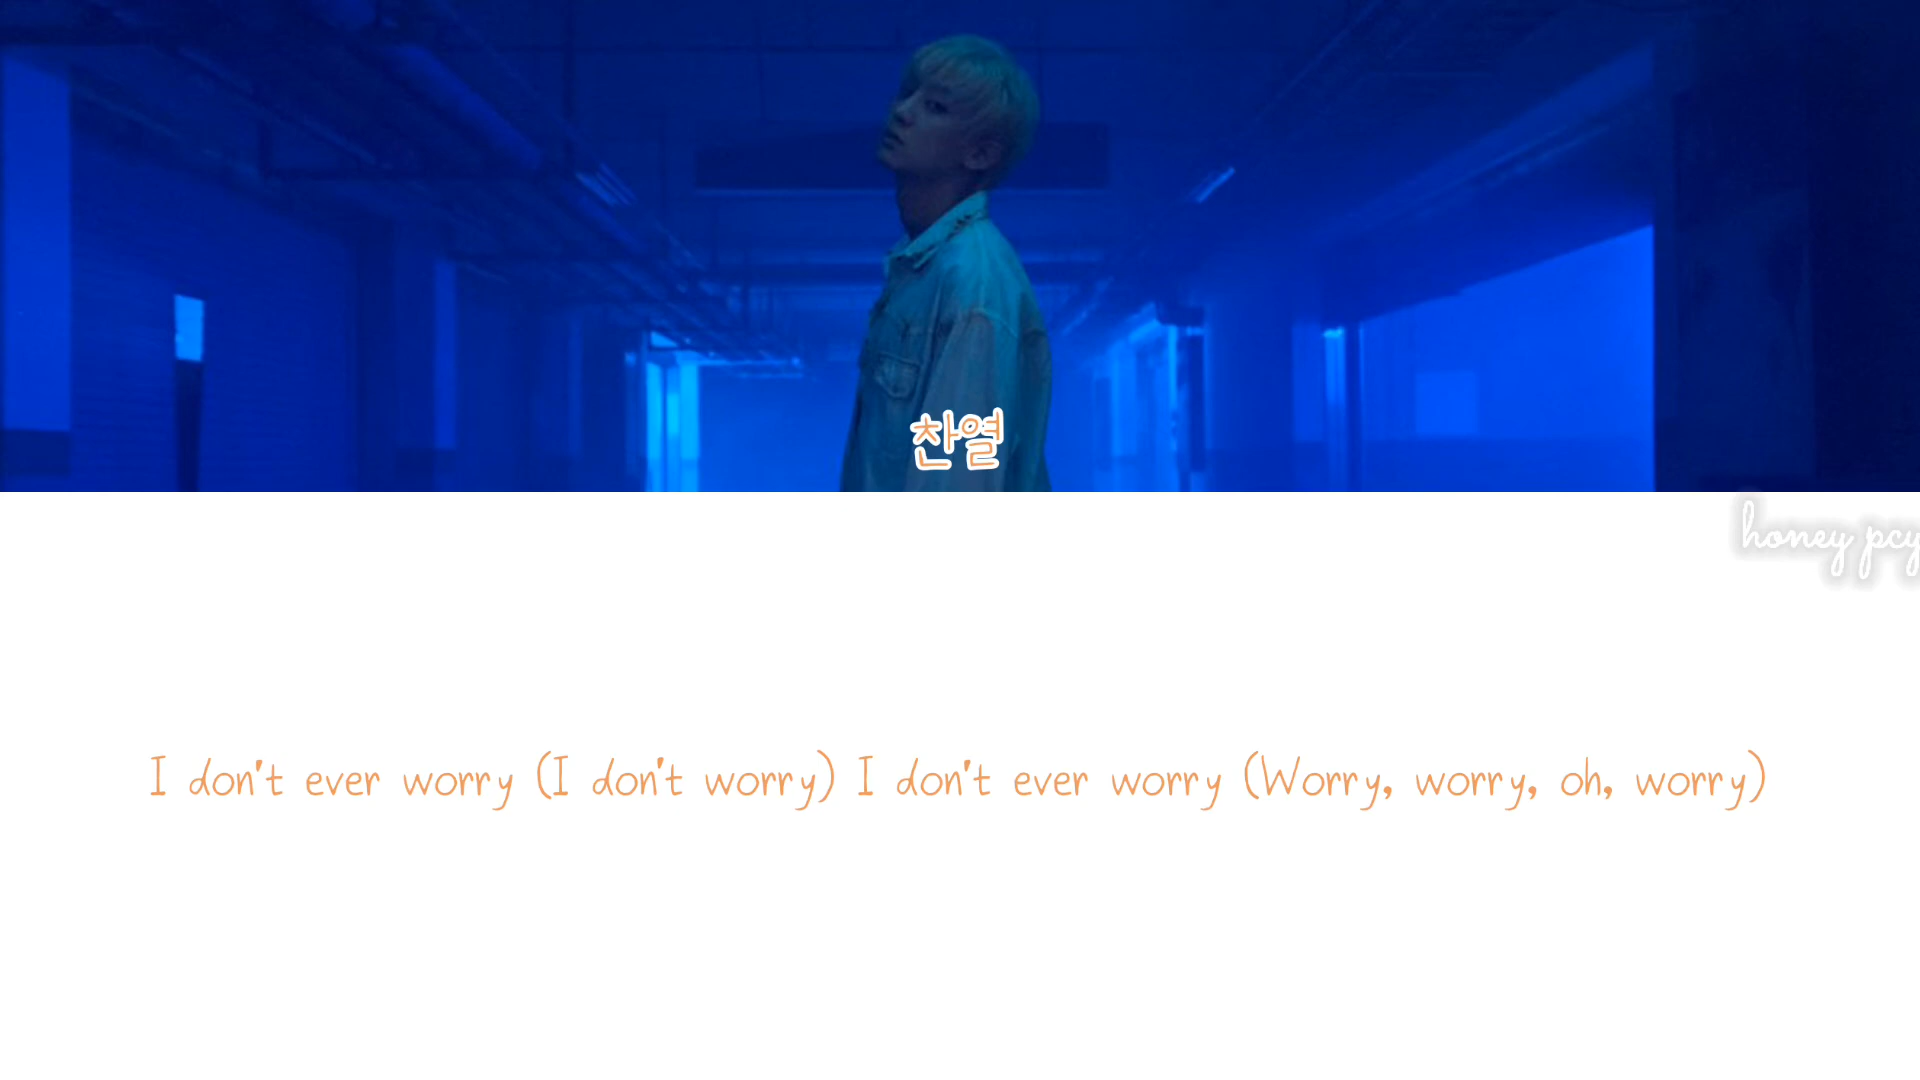 찬열
honey pcy
I don't ever worry (I don't worry) I don't ever worry (Worry, worry, oh, worry)